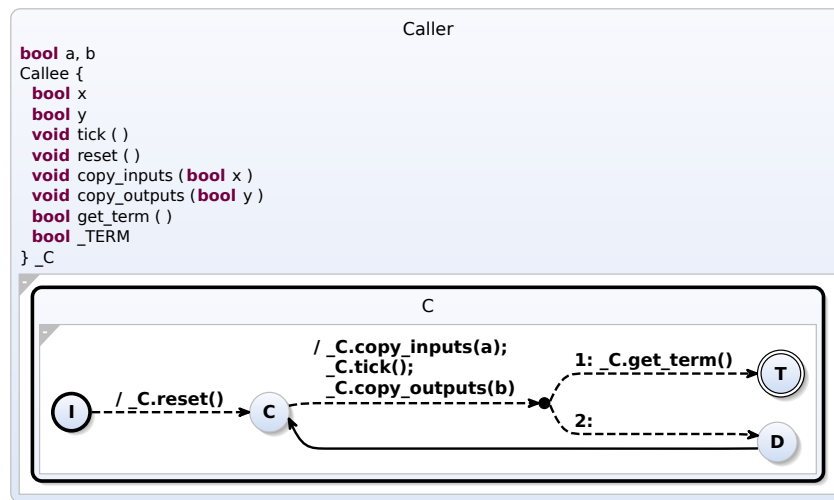 Caller
bool a, b
Callee {
bool x
bool y
void tick ( )
void reset ( )
void copy_inputs ( bool x )
void copy_outputs ( bool y )
bool get_term ( )
bool _TERM
} _C
-
C
-
/ _C.copy_inputs(a);
_C.tick();
_C.copy_outputs(b)
1: _C.get_term()
T
I
/ _C.reset()
C
2:
D